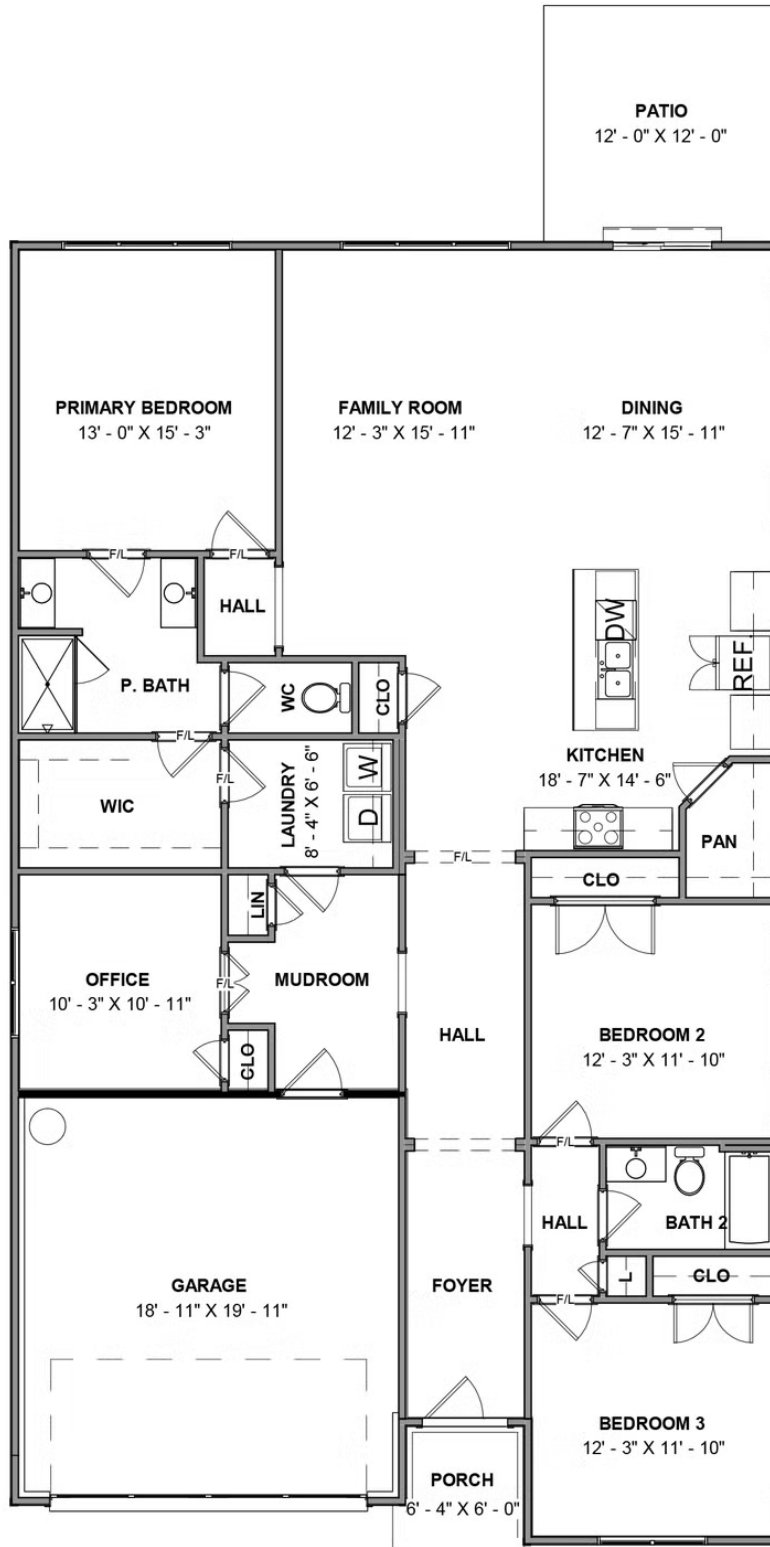 PATIO
12' - 0" X 12' - 0"
PRIMARY BEDROOM
13' - 0" X 15' - 3"
FAMILY ROOM
12' - 3" X 15' - 11"
DINING
12' - 7" X 15' - 11"
F/L
F/L
HALL
DW
REF.
P. BATH
WC
CLO
F/L
KITCHEN
18' - 7" X 14' - 6"
WIC
F/L
LAUNDRY
8' - 4" X 6' - 6"
W
D
PAN
F/L
CLO
LIN
OFFICE
10' - 3" X 10' - 11"
F/L
MUDROOM
HALL
BEDROOM 2
12' - 3" X 11' - 10"
CLO
F/L
HALL
BATH 2
GARAGE
18' - 11" X 19' - 11"
FOYER
L
CLO
F/L
BEDROOM 3
12' - 3" X 11' - 10"
PORCH
6' - 4" X 6' - 0"